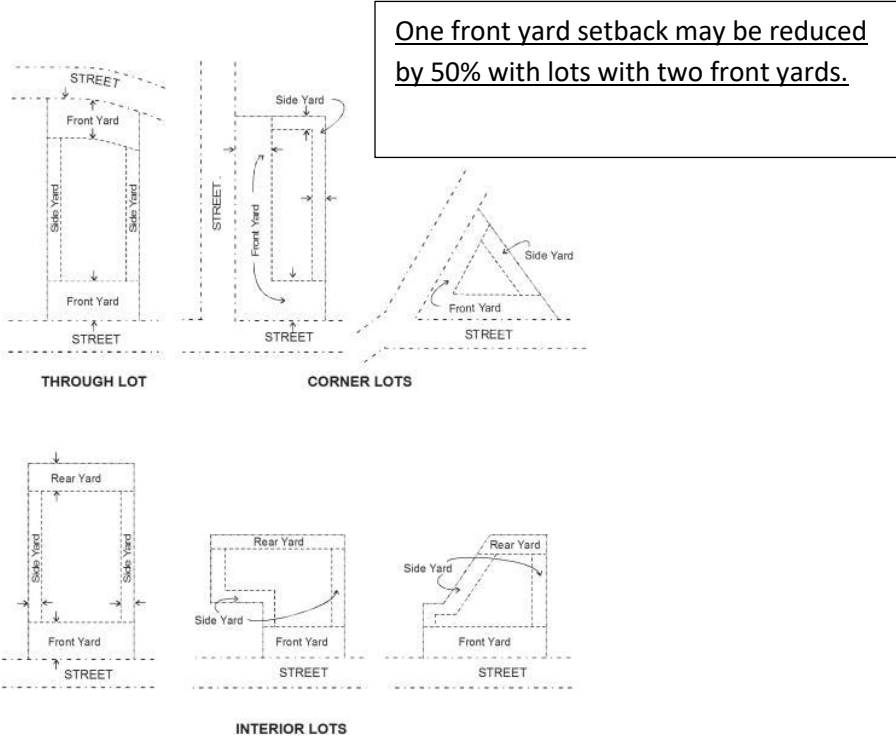 One front yard setback may be reduced
by 50% with lots with two front yards.
STREET
Front Yard
Side Yard
Side Yard
Front Yard
STREET
THROUGH LOT
Side Yard
STREET
Front Yard
STREET
Side Yard
Front Yard
STREET
CORNER LOTS
Rear Yard
Side Yard
Side Yard
Front Yard
STREET
Rear Yard
Side Yard
Front Yard
STREET
Rear Yard
Side Yard
Front Yard
STREET
INTERIOR LOTS